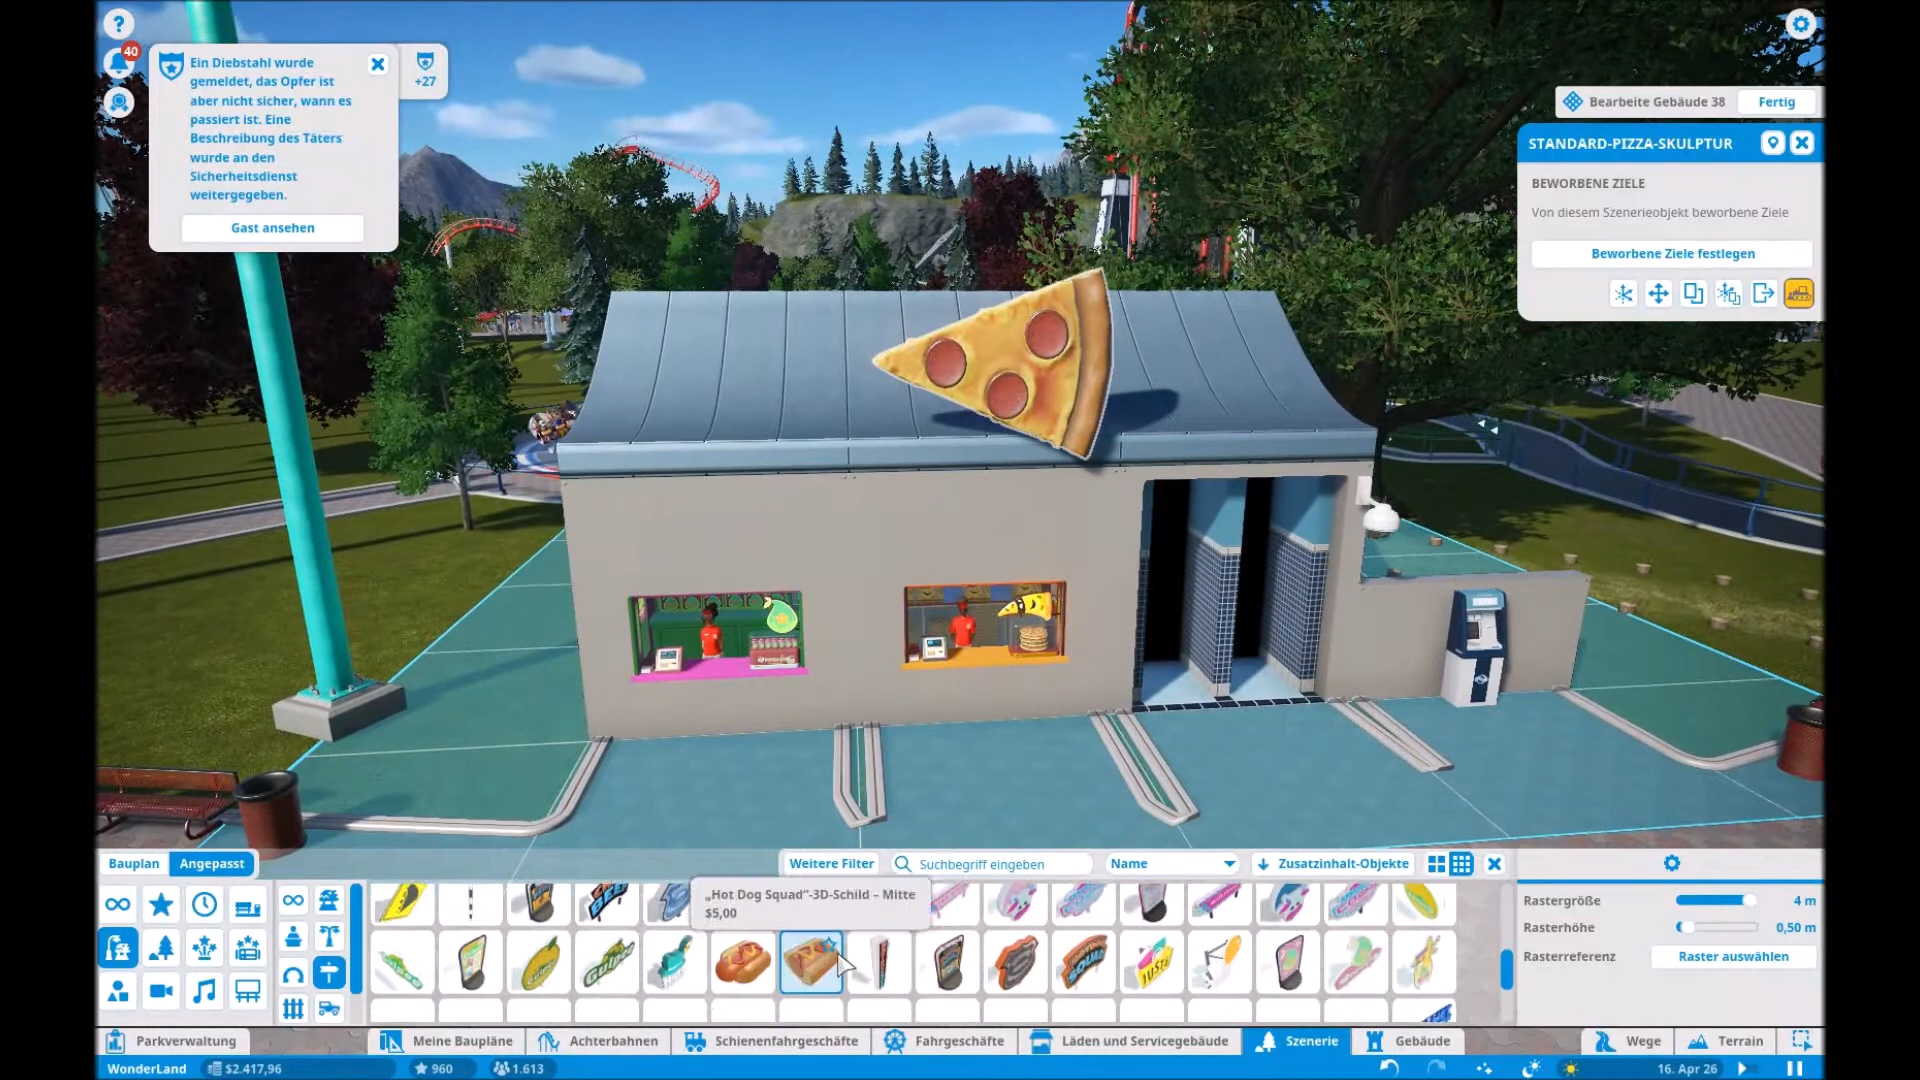 ?
40
Ein Diebstahl wurde
gemeldet, das Opfer ist
aber nicht sicher, wann es
passiert ist. Eine
Beschreibung des Täters
wurde an den
Sicherheitsdienst
weitergegeben.
Gast ansehen
+27
Bearbeite Gebäude 38
Fertig
STANDARD-PIZZA-SKULPTUR
BEWORBENE ZIELE
Von diesem Szenerieobjekt beworbene Ziele
Beworbene Ziele festlegen
Bauplan
Angepasst
Weitere Filter
Suchbegriff eingeben
Name
Zusatzinhalt-Objekte
„Hot Dog Squad“-3D-Schild – Mitte
$5,00
Gulpee
SQUAD
Rastergröße
4 m
Rasterhöhe
0,50 m
Rasterreferenz
Raster auswählen
Parkverwaltung
Meine Baupläne
Achterbahnen
Schienenfahrgeschäfte
Fahrgeschäfte
Läden und Servicegebäude
Szenerie
Gebäude
Wege
Terrain
WonderLand
$2.417,96
960
1.613
16. Apr 26